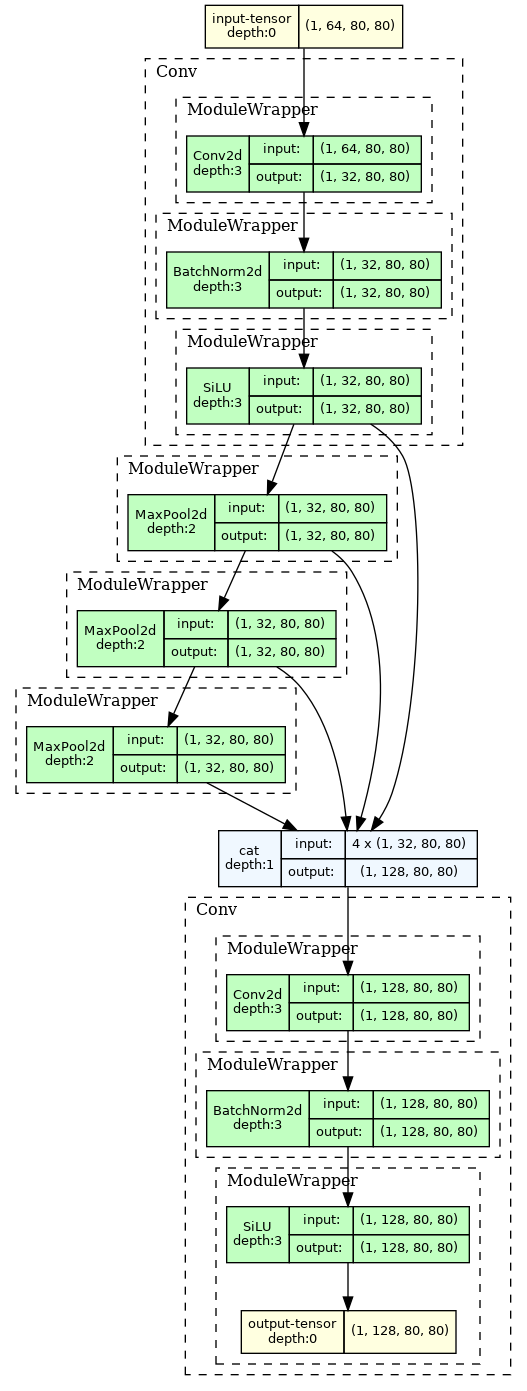 input-tensor
depth:0
(1, 64, 80, 80)
Conv
ModuleWrapper
Conv2d
depth:3
input:
(1, 64, 80, 80)
output:
(1, 32, 80, 80)
ModuleWrapper
BatchNorm2d
depth:3
input:
(1, 32, 80, 80)
output:
(1, 32, 80, 80)
ModuleWrapper
SiLU
depth:3
input:
(1, 32, 80, 80)
output:
(1, 32, 80, 80)
ModuleWrapper
MaxPool2d
depth:2
input:
(1, 32, 80, 80)
output:
(1, 32, 80, 80)
ModuleWrapper
MaxPool2d
depth:2
input:
(1, 32, 80, 80)
output:
(1, 32, 80, 80)
ModuleWrapper
MaxPool2d
depth:2
input:
(1, 32, 80, 80)
output:
(1, 32, 80, 80)
cat
depth:1
input:
4 x (1, 32, 80, 80)
output:
(1, 128, 80, 80)
Conv
ModuleWrapper
Conv2d
depth:3
input:
(1, 128, 80, 80)
output:
(1, 128, 80, 80)
ModuleWrapper
BatchNorm2d
depth:3
input:
(1, 128, 80, 80)
output:
(1, 128, 80, 80)
ModuleWrapper
SiLU
depth:3
input:
(1, 128, 80, 80)
output:
(1, 128, 80, 80)
output-tensor
depth:0
(1, 128, 80, 80)